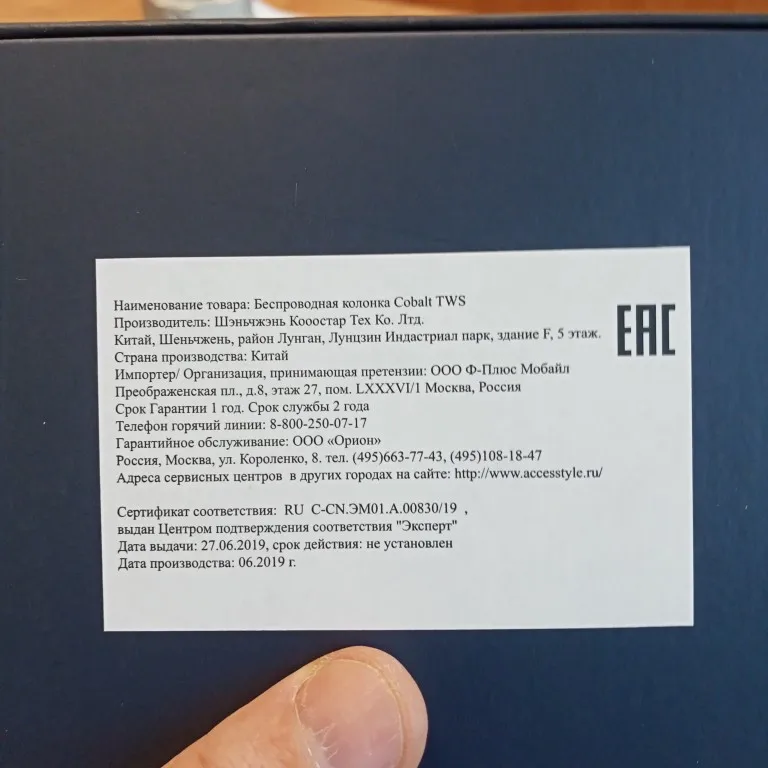 Наименование товара: Беспроводная колонка Cobalt TWS
Производитель: Шэньчжэнь Кооостар Тех Ко. Лтд.
Китай, Шеньчжень, район Лунган, Лунцзин Индастриал парк, здание F, 5 этаж.
Страна производства: Китай
Импортер/ Организация, принимающая претензии: ООО Ф-Плюс Мобайл
Преображенская пл., д.8, этаж 27, пом. LXXXVI/1 Москва, Россия
Срок Гарантии 1 год. Срок службы 2 года
Телефон горячий линии: 8-800-250-07-17
Гарантийное обслуживание: ООО «Орион»
Россия, Москва, ул. Короленко, 8. тел. (495)663-77-43, (495)108-18-47
Адреса сервисных центров в других городах на сайте: http://www.accesstyle.ru/
Сертификат соответствия: RU C-CN.ЭМ01.А.00830/19 ,
выдан Центром подтверждения соответствия "Эксперт"
Дата выдачи: 27.06.2019, срок действия: не установлен
Дата производства: 06.2019 г.
EAC